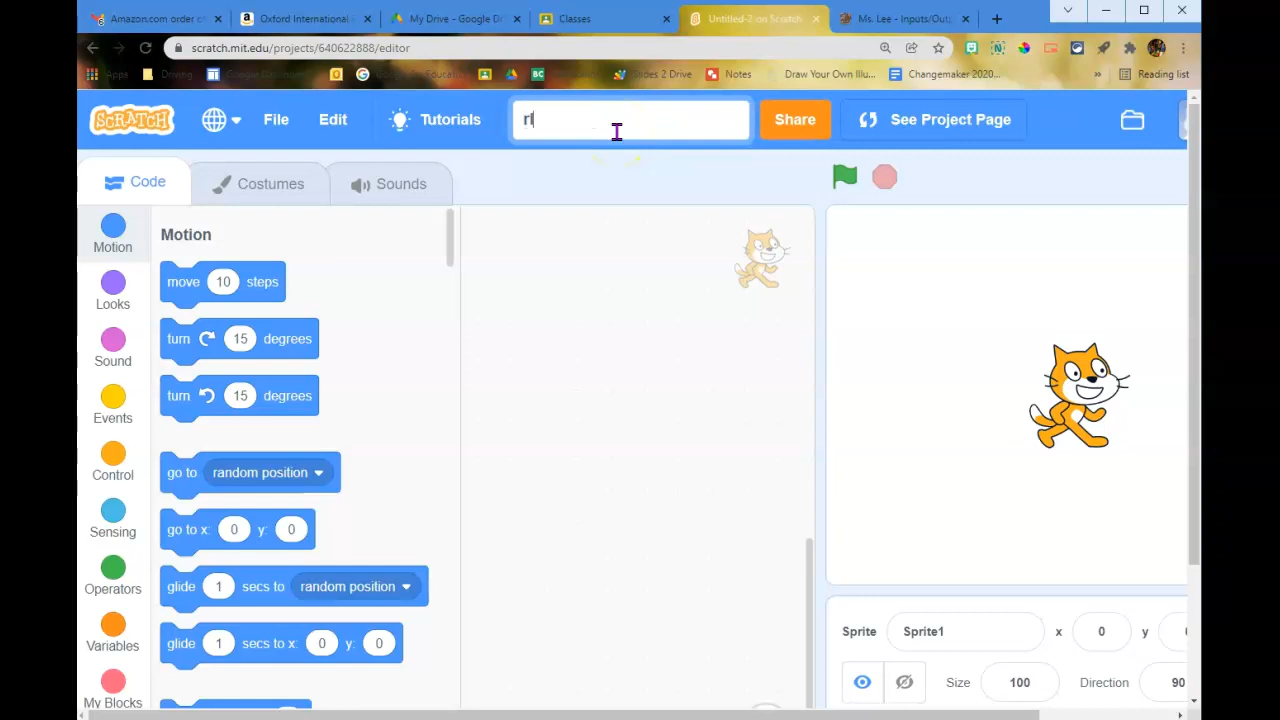 Amazon.com order o
Oxford International
My Drive - Google D
Classes
Untitled-2 on Scratch
Ms. Lee - Inputs/Out
scratch.mit.edu/projects/640622888/editor
Apps
Slides 2 Drive
Notes
Draw Your Own Illu...
Changemaker 2020...
»
Reading list
SCRATCH
File
Edit
Tutorials
rl
Share
See Project Page
Code
Costumes
Sounds
Motion
Looks
Sound
Events
Control
Sensing
Operators
Variables
My Blocks
Motion
move 10 steps
turn 15 degrees
turn 15 degrees
go to random position
go to x: 0 y: 0
glide 1 secs to random position
glide 1 secs to x: 0 y: 0
Sprite Sprite1 x 0 y
Size 100 Direction 90